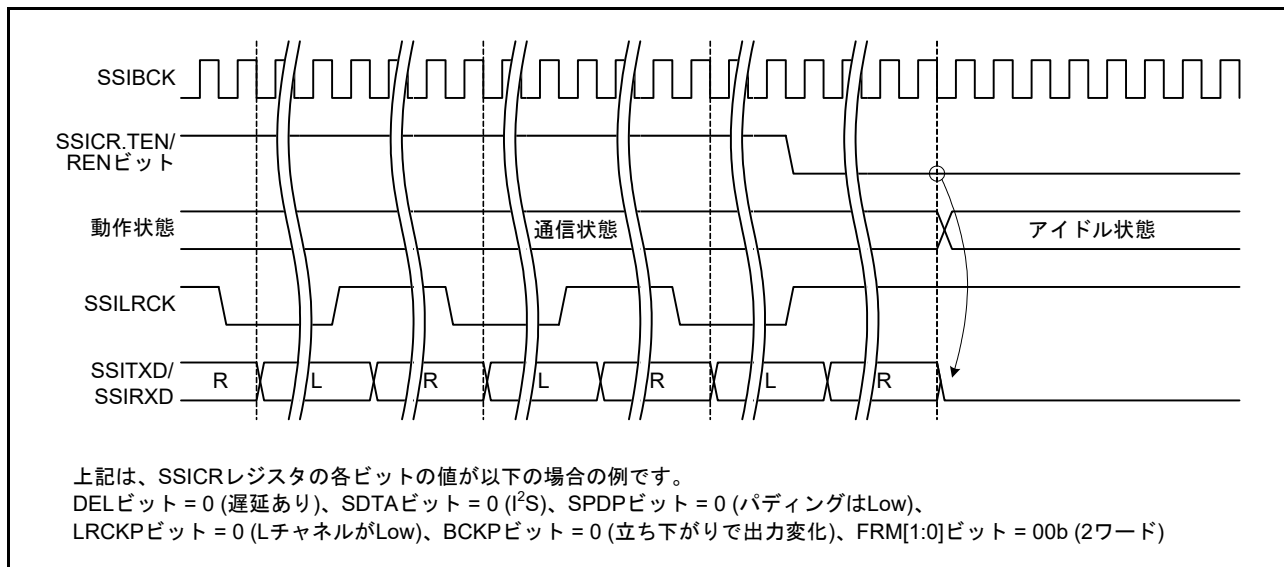 SSIBCK
SSICR.TEN/
RENビット
動作状態
通信状態
アイドル状態
SSILRCK
SSITXD/
SSIRXD
R
L
R
L
R
L
R
上記は、SSICRレジスタの各ビットの値が以下の場合の例です。
DELビット = 0 (遅延あり)、SDTAビット = 0 (I²S)、SPDPビット = 0 (パディングはLow)、
LRCKPビット = 0 (LチャネルがLow)、BCKPビット = 0 (立ち下がりで出力変化)、FRM[1:0]ビット = 00b (2ワード)